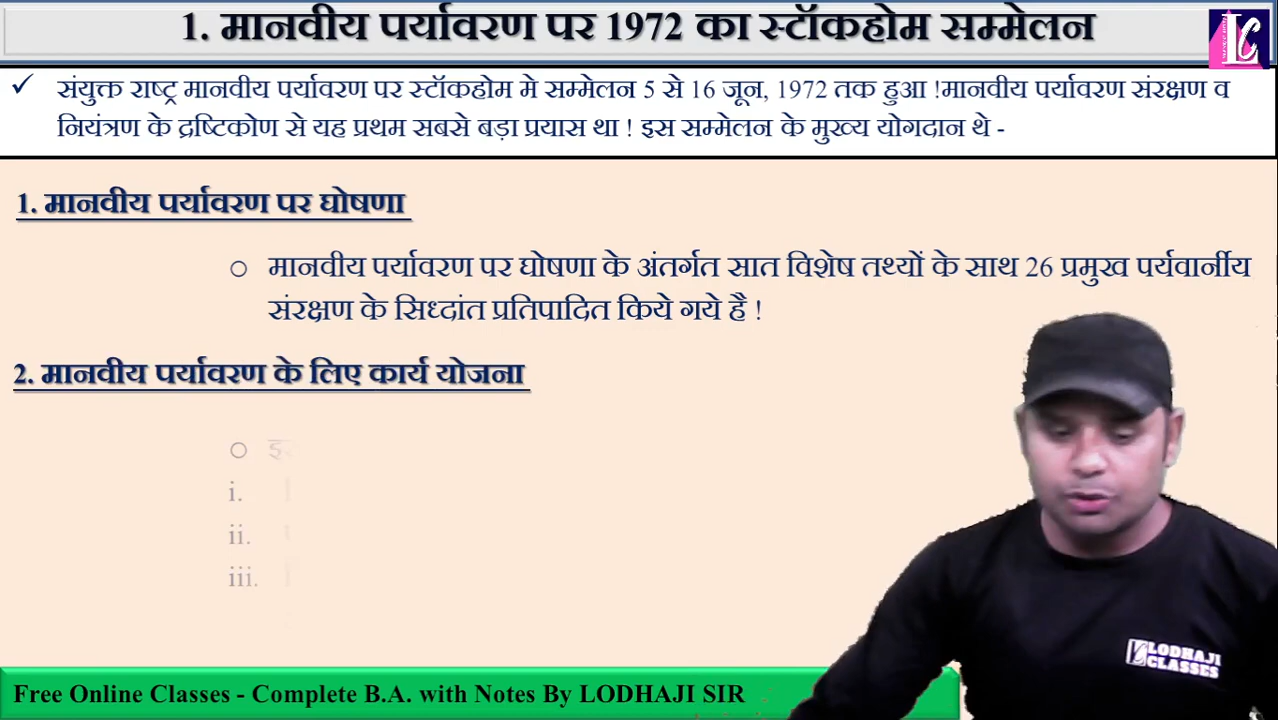 1. मानवीय पर्यावरण पर 1972 का स्टॉकहोम सम्मेलन
LC
✓ संयुक्त राष्ट्र मानवीय पर्यावरण पर स्टॉकहोम मे सम्मेलन 5 से 16 जून, 1972 तक हुआ !मानवीय पर्यावरण संरक्षण व
नियंत्रण के द्रष्टिकोण से यह प्रथम सबसे बड़ा प्रयास था ! इस सम्मेलन के मुख्य योगदान थे -
1. मानवीय पर्यावरण पर घोषणा
○ मानवीय पर्यावरण पर घोषणा के अंतर्गत सात विशेष तथ्यों के साथ 26 प्रमुख पर्यवार्नीय
संरक्षण के सिध्दांत प्रतिपादित किये गये है !
2. मानवीय पर्यावरण के लिए कार्य योजना
○
i.
ii.
iii.
LODHAJI
CLASSES
Free Online Classes - Complete B.A. with Notes By LODHAJI SIR